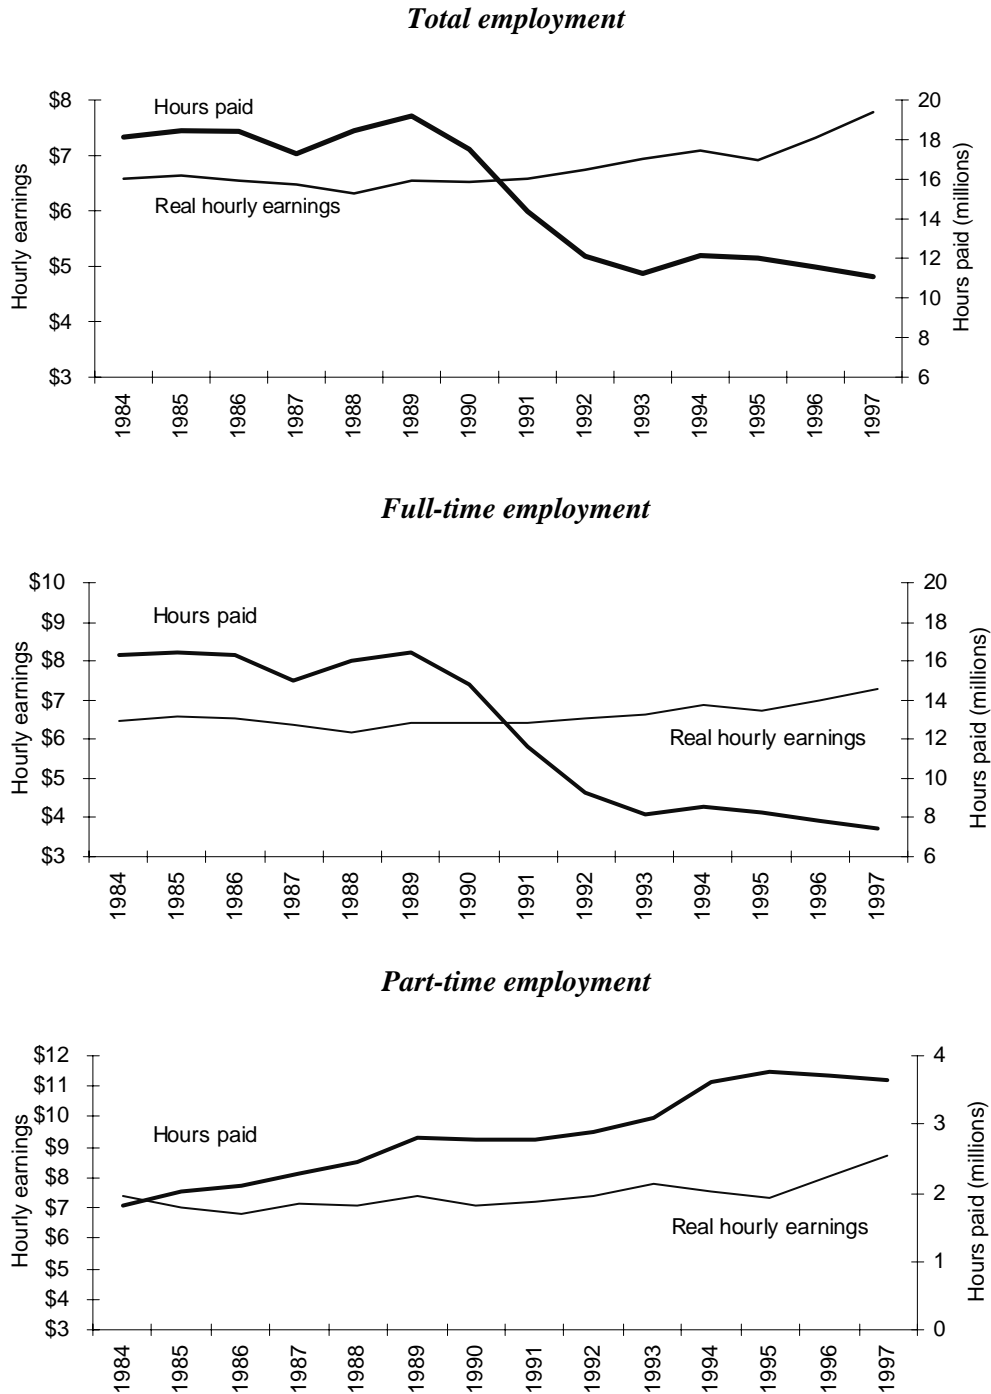 Total employment
Hours paid
Real hourly earnings
Hourly earnings
$8
$7
$6
$5
$4
$3
20
18
16
14
12
10
8
6
Hours paid (millions)
1984 1985 1986 1987 1988 1989 1990 1991 1992 1993 1994 1995 1996 1997
Full-time employment
Hours paid
Real hourly earnings
Hourly earnings
$10
$9
$8
$7
$6
$5
$4
$3
20
18
16
14
12
10
8
6
Hours paid (millions)
1984 1985 1986 1987 1988 1989 1990 1991 1992 1993 1994 1995 1996 1997
Part-time employment
Hours paid
Real hourly earnings
Hourly earnings
$12
$11
$10
$9
$8
$7
$6
$5
$4
$3
4
3
2
1
0
Hours paid (millions)
1984 1985 1986 1987 1988 1989 1990 1991 1992 1993 1994 1995 1996 1997